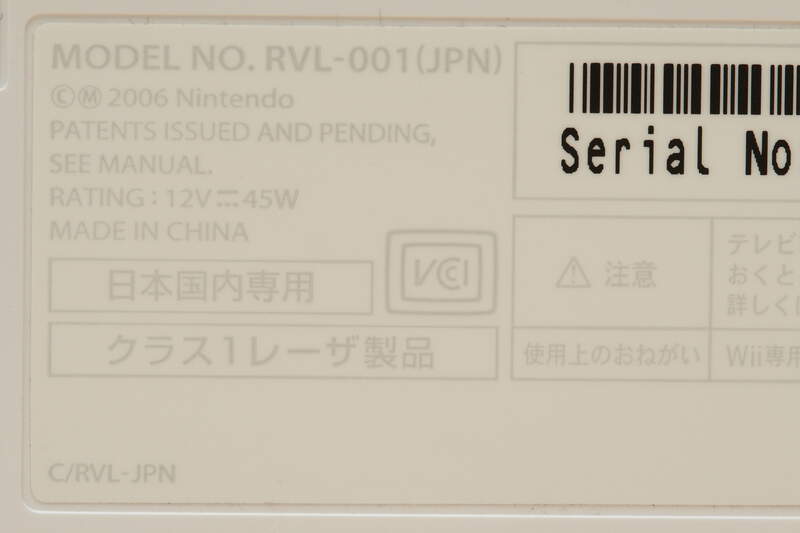 MODEL NO. RVL-001(JPN)
ⒸⓂ 2006 Nintendo
PATENTS ISSUED AND PENDING,
SEE MANUAL.
RATING : 12V⎓45W
MADE IN CHINA
VCCI
日本国内専用
クラス1レーザ製品
C/RVL-JPN
Serial No
注意
テレビ
おくと
詳しくは
使用上のおねがい
Wii専用